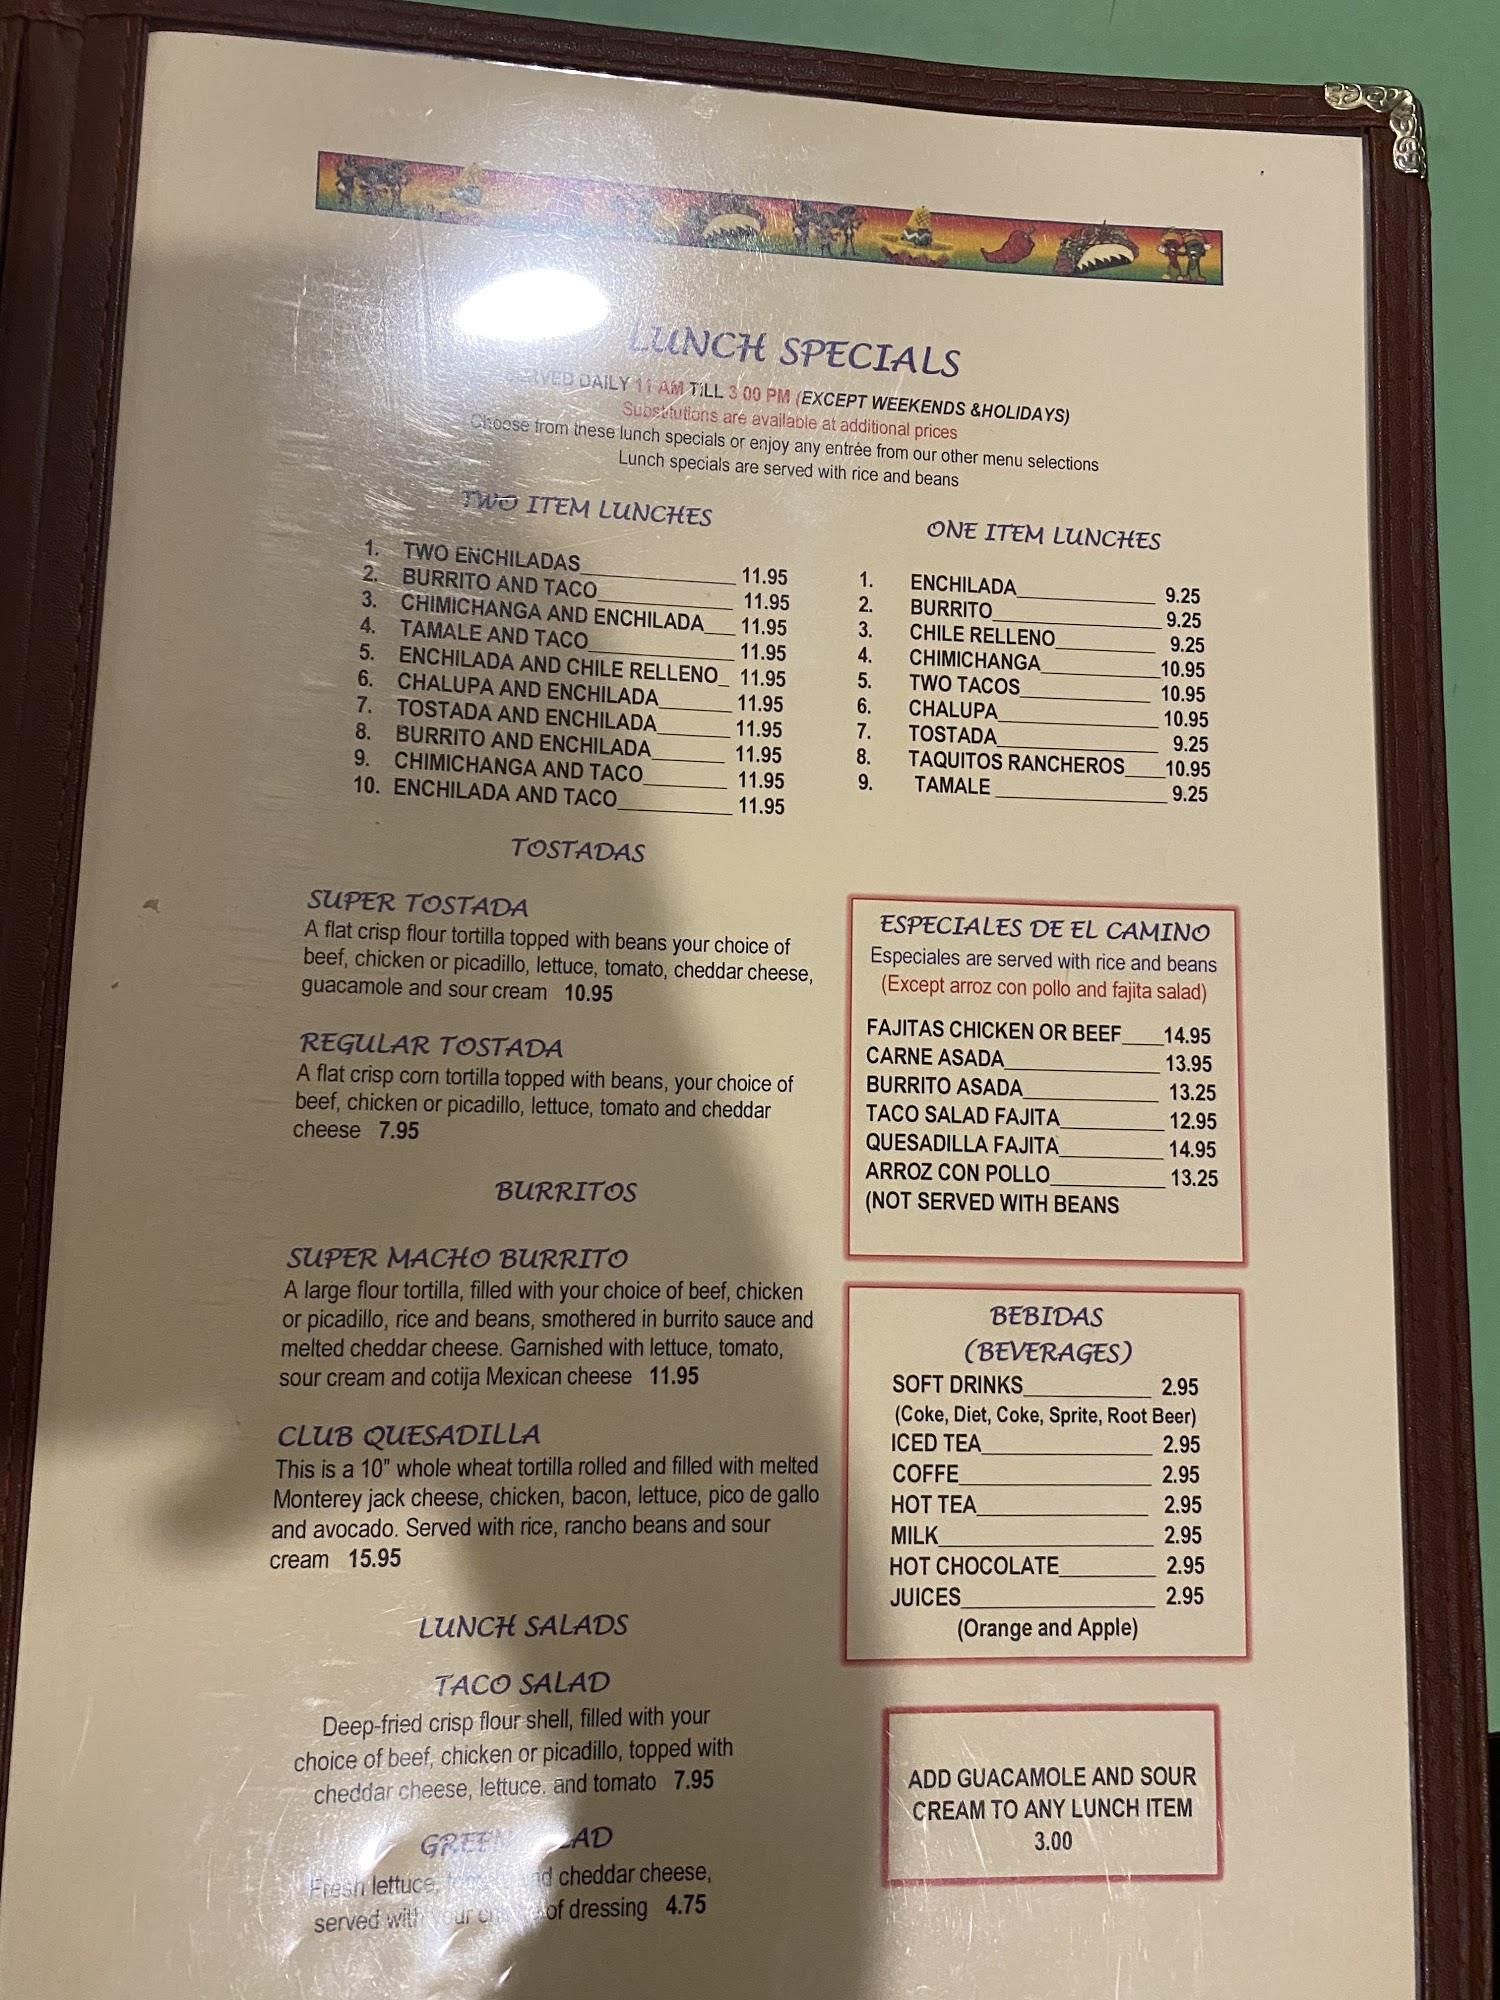 LUNCH SPECIALS
DAILY 11 AM TILL 3 00 PM (EXCEPT WEEKENDS &HOLIDAYS)
Substitutions are available at additional prices
Choose from these lunch specials or enjoy any entrée from our other menu selections
Lunch specials are served with rice and beans
TWO ITEM LUNCHES
1. TWO ENCHILADAS 11.95
2. BURRITO AND TACO 11.95
3. CHIMICHANGA AND ENCHILADA 11.95
4. TAMALE AND TACO 11.95
5. ENCHILADA AND CHILE RELLENO 11.95
6. CHALUPA AND ENCHILADA 11.95
7. TOSTADA AND ENCHILADA 11.95
8. BURRITO AND ENCHILADA 11.95
9. CHIMICHANGA AND TACO 11.95
10. ENCHILADA AND TACO 11.95
ONE ITEM LUNCHES
1. ENCHILADA 9.25
2. BURRITO 9.25
3. CHILE RELLENO 9.25
4. CHIMICHANGA 10.95
5. TWO TACOS 10.95
6. CHALUPA 10.95
7. TOSTADA 9.25
8. TAQUITOS RANCHEROS 10.95
9. TAMALE 9.25
TOSTADAS
SUPER TOSTADA
A flat crisp flour tortilla topped with beans your choice of
beef, chicken or picadillo, lettuce, tomato, cheddar cheese,
guacamole and sour cream 10.95
REGULAR TOSTADA
A flat crisp corn tortilla topped with beans, your choice of
beef, chicken or picadillo, lettuce, tomato and cheddar
cheese 7.95
BURRITOS
SUPER MACHO BURRITO
A large flour tortilla, filled with your choice of beef, chicken
or picadillo, rice and beans, smothered in burrito sauce and
melted cheddar cheese. Garnished with lettuce, tomato,
sour cream and cotija Mexican cheese 11.95
CLUB QUESADILLA
This is a 10” whole wheat tortilla rolled and filled with melted
Monterey jack cheese, chicken, bacon, lettuce, pico de gallo
and avocado. Served with rice, rancho beans and sour
cream 15.95
LUNCH SALADS
TACO SALAD
Deep-fried crisp flour shell, filled with your
choice of beef, chicken or picadillo, topped with
cheddar cheese, lettuce, and tomato 7.95
GREEN
Fresh lettuce, cheddar cheese,
served with your of dressing 4.75
ESPECIALES DE EL CAMINO
Especiales are served with rice and beans
(Except arroz con pollo and fajita salad)
FAJITAS CHICKEN OR BEEF 14.95
CARNE ASADA 13.95
BURRITO ASADA 13.25
TACO SALAD FAJITA 12.95
QUESADILLA FAJITA 14.95
ARROZ CON POLLO 13.25
(NOT SERVED WITH BEANS
BEBIDAS
(BEVERAGES)
SOFT DRINKS 2.95
(Coke, Diet, Coke, Sprite, Root Beer)
ICED TEA 2.95
COFFE 2.95
HOT TEA 2.95
MILK 2.95
HOT CHOCOLATE 2.95
JUICES 2.95
(Orange and Apple)
ADD GUACAMOLE AND SOUR
CREAM TO ANY LUNCH ITEM
3.00